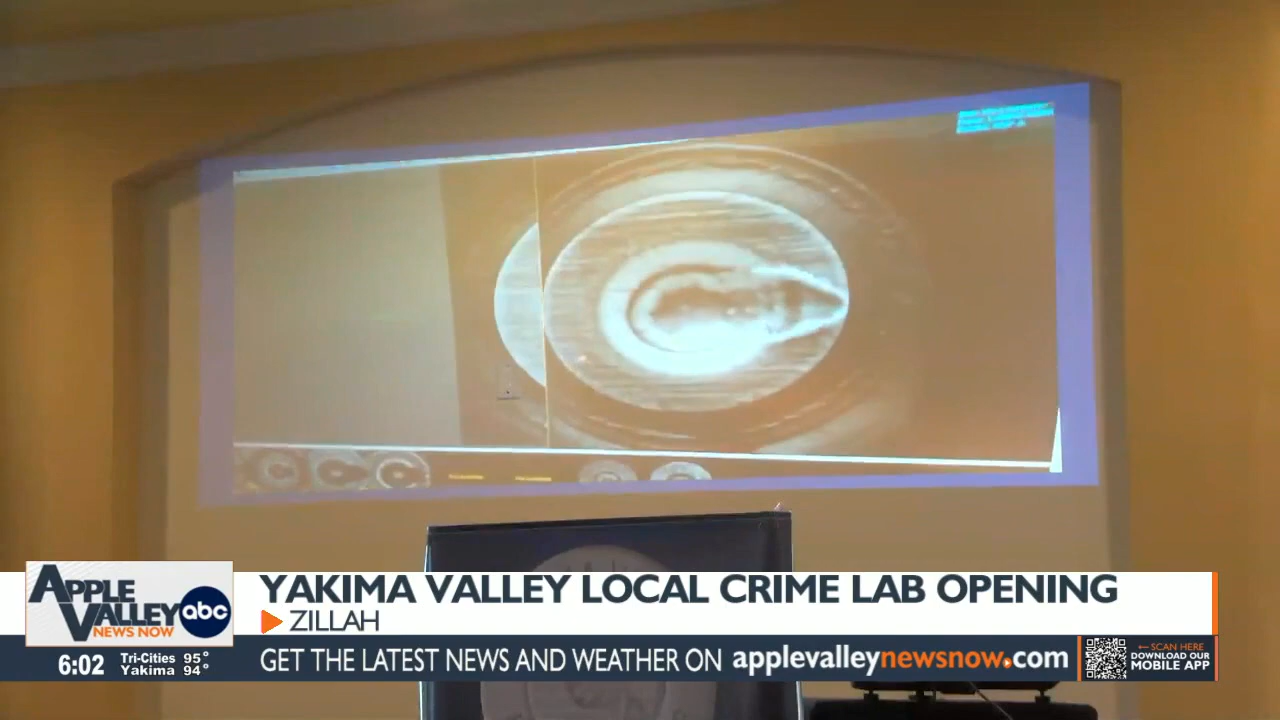 YAKIMA VALLEY LOCAL CRIME LAB OPENING
ZILLAH
APPLE VALLEY NEWS NOW
abc
6:02
Tri-Cities 95°
Yakima 94°
GET THE LATEST NEWS AND WEATHER ON applevalleynewsnow.com
SCAN HERE
DOWNLOAD OUR
MOBILE APP